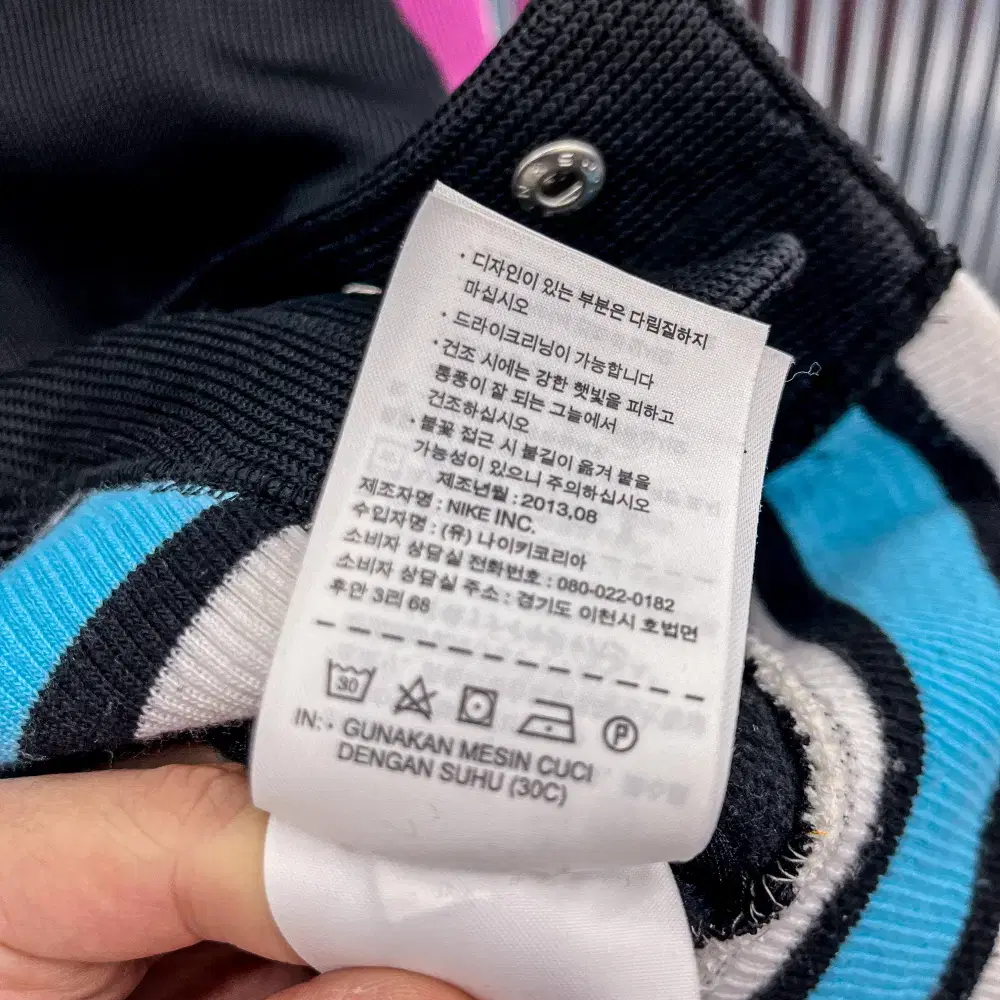 · 디자인이 있는 부분은 다림질하지
마십시오
· 드라이크리닝이 가능합니다
· 건조 시에는 강한 햇빛을 피하고
통풍이 잘 되는 그늘에서
건조하십시오
· 불꽃 접근 시 불길이 옮겨 붙을
가능성이 있으니 주의하십시오
제조년월 : 2013.08
제조자명 : NIKE INC.
수입자명 : (유) 나이키코리아
소비자 상담실 전화번호 : 080-022-0182
소비자 상담실 주소 : 경기도 이천시 호법면
후안 3리 68
30
P
IN: · GUNAKAN MESIN CUCI
DENGAN SUHU (30C)